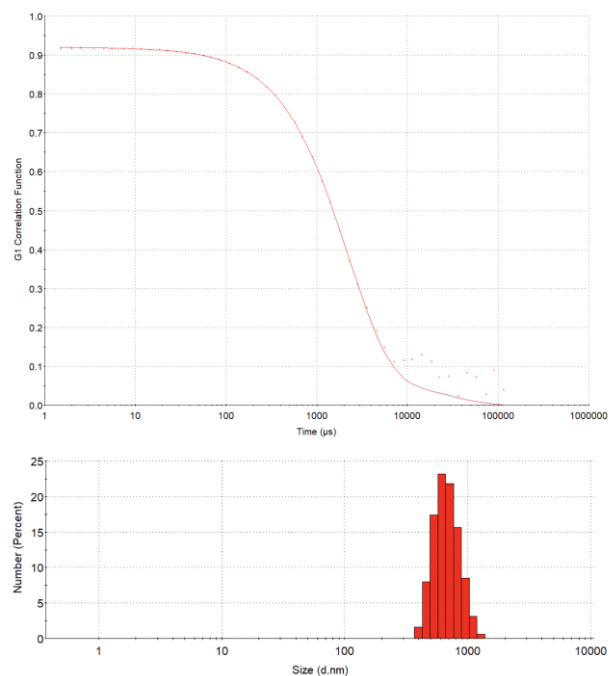 1.0
0.9
0.8
0.7
0.6
0.5
0.4
0.3
0.2
0.1
0.0
G1 Correlation Function
1 10 100 1000 10000 100000 1000000
Time (µs)
25
20
15
10
5
0
Number (Percent)
1 10 100 1000 10000
Size (d.nm)